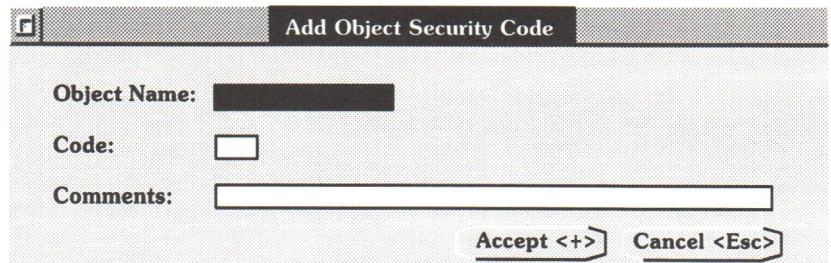 Add Object Security Code
Object Name:
Code:
Comments:
Accept <+> Cancel <Esc>